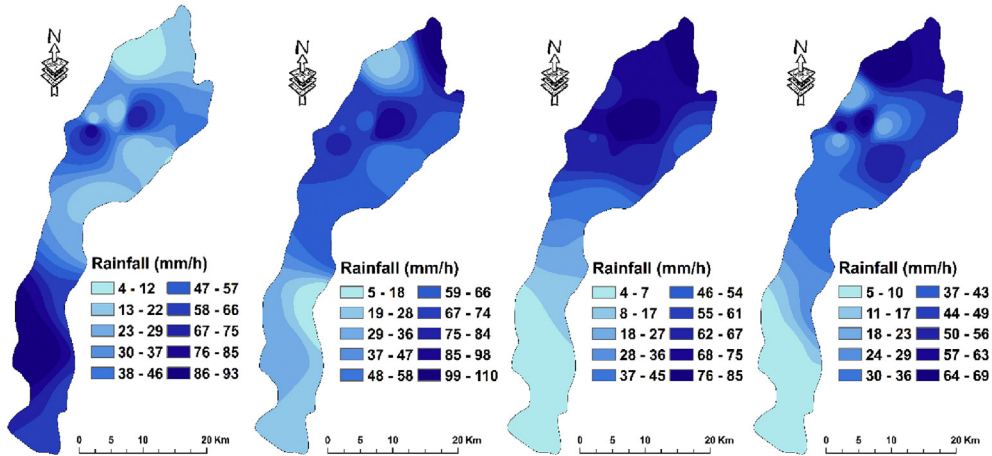 N
Rainfall (mm/h)
4 - 12 47 - 57
13 - 22 58 - 66
23 - 29 67 - 75
30 - 37 76 - 85
38 - 46 86 - 93
0 5 10 20 Km
N
Rainfall (mm/h)
5 - 18 59 - 66
19 - 28 67 - 74
29 - 36 75 - 84
37 - 47 85 - 98
48 - 58 99 - 110
0 5 10 20 Km
N
Rainfall (mm/h)
4 - 7 46 - 54
8 - 17 55 - 61
18 - 27 62 - 67
28 - 36 68 - 75
37 - 45 76 - 85
0 5 10 20 Km
N
Rainfall (mm/h)
5 - 10 37 - 43
11 - 17 44 - 49
18 - 23 50 - 56
24 - 29 57 - 63
30 - 36 64 - 69
0 5 10 20 Km